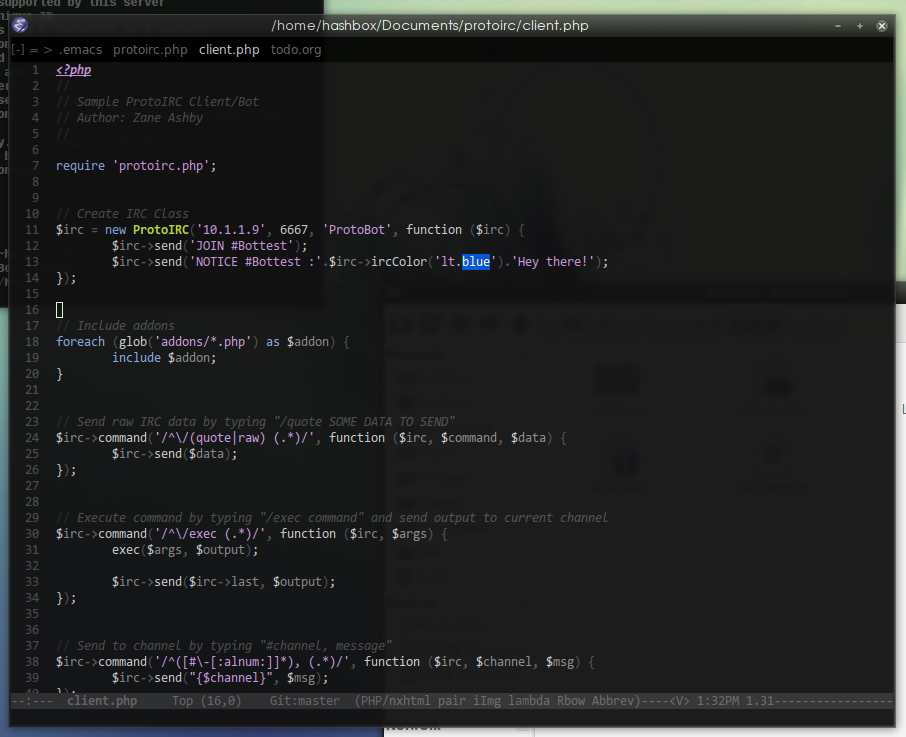 supported by this server
/home/hashbox/Documents/protoirc/client.php
[-] = > .emacs protoirc.php client.php todo.org
1 <?php
2 //
3 // Sample ProtoIRC Client/Bot
4 // Author: Zane Ashby
5 //
6
7 require 'protoirc.php';
8
9
10 // Create IRC Class
11 $irc = new ProtoIRC('10.1.1.9', 6667, 'ProtoBot', function ($irc) {
12 $irc->send('JOIN #Bottest');
13 $irc->send('NOTICE #Bottest :'.$irc->ircColor('lt.blue').'Hey there!');
14 });
15
16
17 // Include addons
18 foreach (glob('addons/*.php') as $addon) {
19 include $addon;
20 }
21
22
23 // Send raw IRC data by typing "/quote SOME DATA TO SEND"
24 $irc->command('/^\/(quote|raw) (.*)/', function ($irc, $command, $data) {
25 $irc->send($data);
26 });
27
28
29 // Execute command by typing "/exec command" and send output to current channel
30 $irc->command('/^\/exec (.*)/', function ($irc, $args) {
31 exec($args, $output);
32
33 $irc->send($irc->last, $output);
34 });
35
36
37 // Send to channel by typing "#channel, message"
38 $irc->command('/^([#\-[:alnum:]]*), (.*)/', function ($irc, $channel, $msg) {
39 $irc->send("{$channel}", $msg);
40 });
--:--- client.php Top (16,0) Git:master (PHP/nxhtml pair iImg lambda Rbow Abbrev)----<V> 1:32PM 1.31-----------------